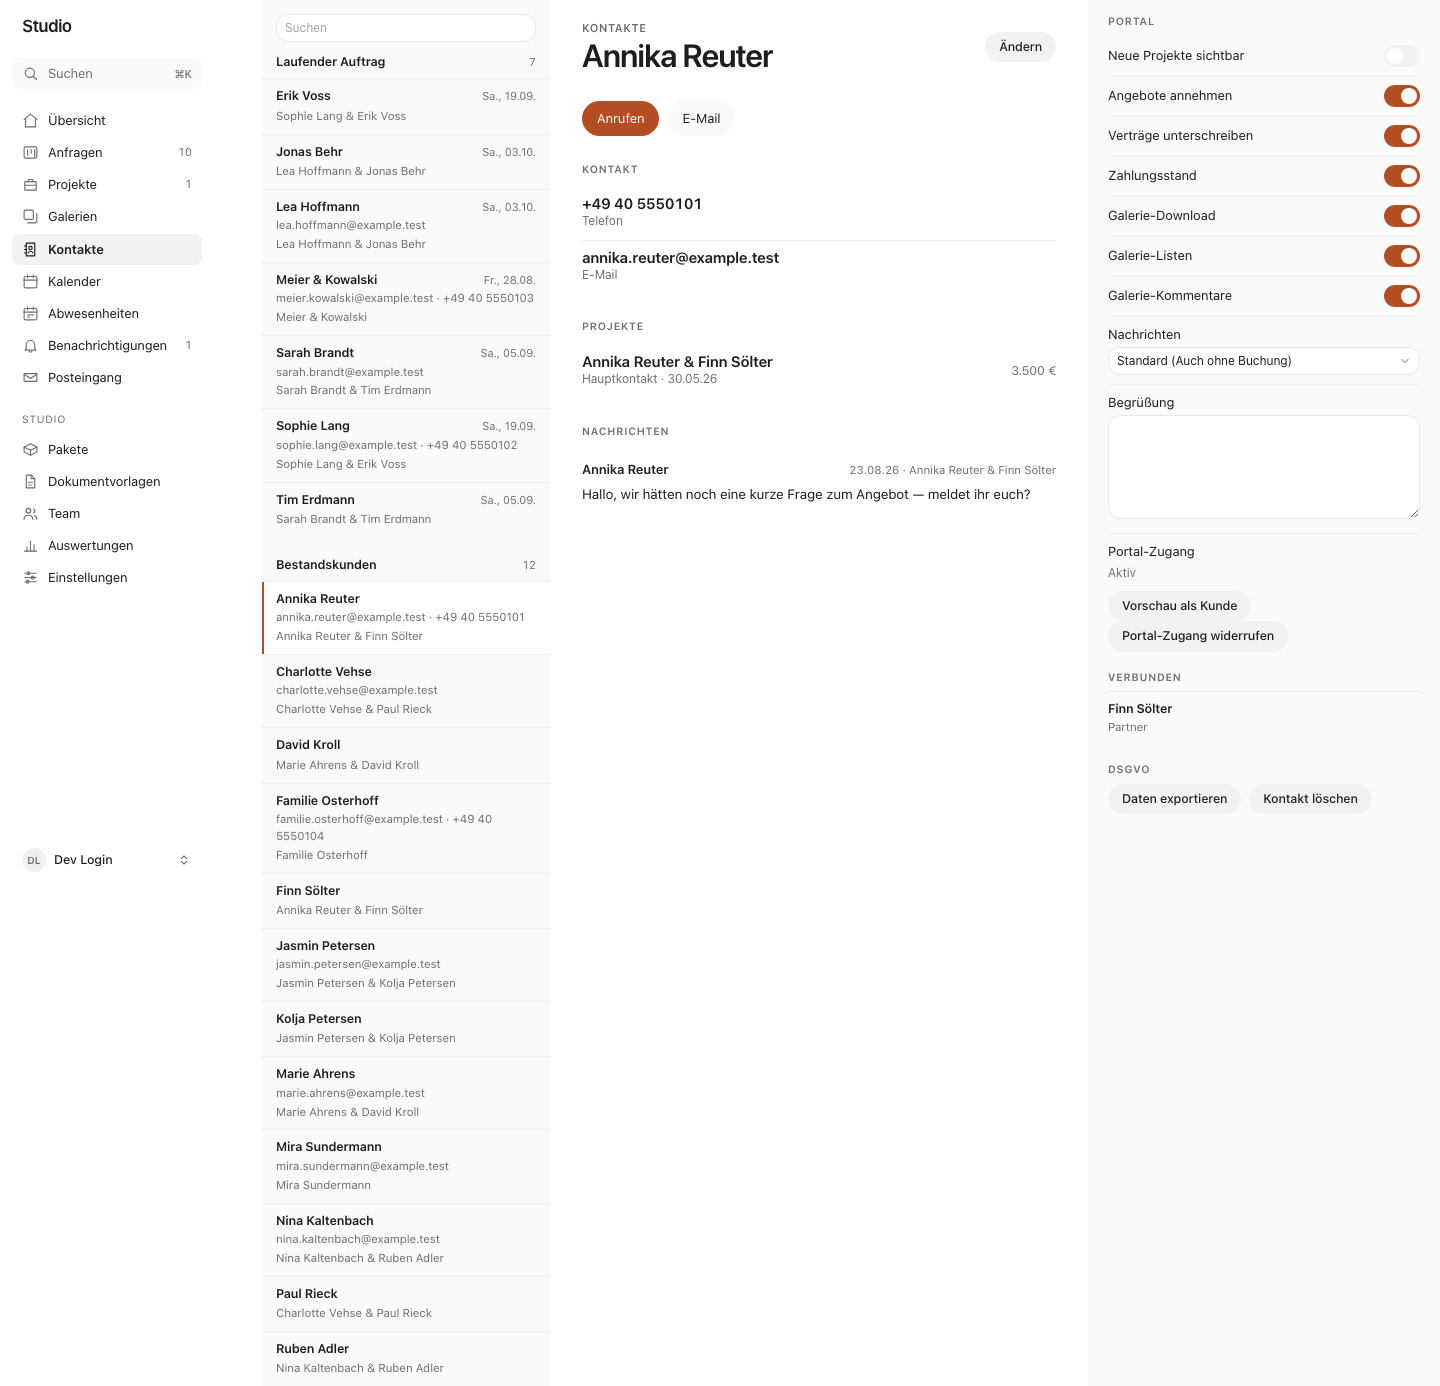 Studio
Suchen ⌘K
Übersicht
Anfragen 10
Projekte 1
Galerien
Kontakte
Kalender
Abwesenheiten
Benachrichtigungen 1
Posteingang
STUDIO
Pakete
Dokumentvorlagen
Team
Auswertungen
Einstellungen
DL Dev Login
Suchen
Laufender Auftrag 7
Erik Voss Sa., 19.09.
Sophie Lang & Erik Voss
Jonas Behr Sa., 03.10.
Lea Hoffmann & Jonas Behr
Lea Hoffmann Sa., 03.10.
lea.hoffmann@example.test
Lea Hoffmann & Jonas Behr
Meier & Kowalski Fr., 28.08.
meier.kowalski@example.test · +49 40 5550103
Meier & Kowalski
Sarah Brandt Sa., 05.09.
sarah.brandt@example.test
Sarah Brandt & Tim Erdmann
Sophie Lang Sa., 19.09.
sophie.lang@example.test · +49 40 5550102
Sophie Lang & Erik Voss
Tim Erdmann Sa., 05.09.
Sarah Brandt & Tim Erdmann
Bestandskunden 12
Annika Reuter
annika.reuter@example.test · +49 40 5550101
Annika Reuter & Finn Sölter
Charlotte Vehse
charlotte.vehse@example.test
Charlotte Vehse & Paul Rieck
David Kroll
Marie Ahrens & David Kroll
Familie Osterhoff
familie.osterhoff@example.test · +49 40
5550104
Familie Osterhoff
Finn Sölter
Annika Reuter & Finn Sölter
Jasmin Petersen
jasmin.petersen@example.test
Jasmin Petersen & Kolja Petersen
Kolja Petersen
Jasmin Petersen & Kolja Petersen
Marie Ahrens
marie.ahrens@example.test
Marie Ahrens & David Kroll
Mira Sundermann
mira.sundermann@example.test
Mira Sundermann
Nina Kaltenbach
nina.kaltenbach@example.test
Nina Kaltenbach & Ruben Adler
Paul Rieck
Charlotte Vehse & Paul Rieck
Ruben Adler
Nina Kaltenbach & Ruben Adler
KONTAKTE
Annika Reuter
Ändern
Anrufen E-Mail
KONTAKT
+49 40 5550101
Telefon
annika.reuter@example.test
E-Mail
PROJEKTE
Annika Reuter & Finn Sölter
Hauptkontakt · 30.05.26 3.500 €
NACHRICHTEN
Annika Reuter 23.08.26 · Annika Reuter & Finn Sölter
Hallo, wir hätten noch eine kurze Frage zum Angebot — meldet ihr euch?
PORTAL
Neue Projekte sichtbar
Angebote annehmen
Verträge unterschreiben
Zahlungsstand
Galerie-Download
Galerie-Listen
Galerie-Kommentare
Nachrichten
Standard (Auch ohne Buchung)
Begrüßung
Portal-Zugang
Aktiv
Vorschau als Kunde
Portal-Zugang widerrufen
VERBUNDEN
Finn Sölter
Partner
DSGVO
Daten exportieren Kontakt löschen